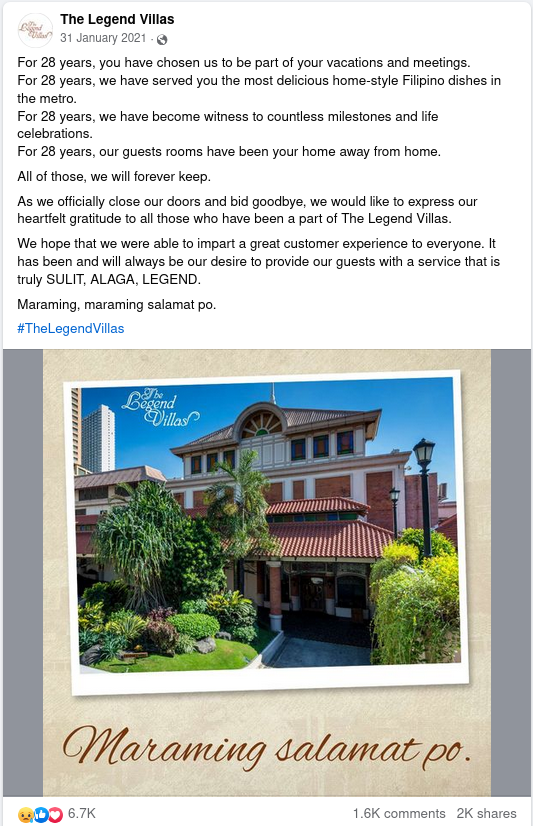 The Legend Villas
The Legend Villas
31 January 2021 ·
For 28 years, you have chosen us to be part of your vacations and meetings.
For 28 years, we have served you the most delicious home-style Filipino dishes in
the metro.
For 28 years, we have become witness to countless milestones and life
celebrations.
For 28 years, our guests rooms have been your home away from home.
All of those, we will forever keep.
As we officially close our doors and bid goodbye, we would like to express our
heartfelt gratitude to all those who have been a part of The Legend Villas.
We hope that we were able to impart a great customer experience to everyone. It
has been and will always be our desire to provide our guests with a service that is
truly SULIT, ALAGA, LEGEND.
Maraming, maraming salamat po.
#TheLegendVillas
The
Legend
Villas
Maraming salamat po.
6.7K 1.6K comments 2K shares